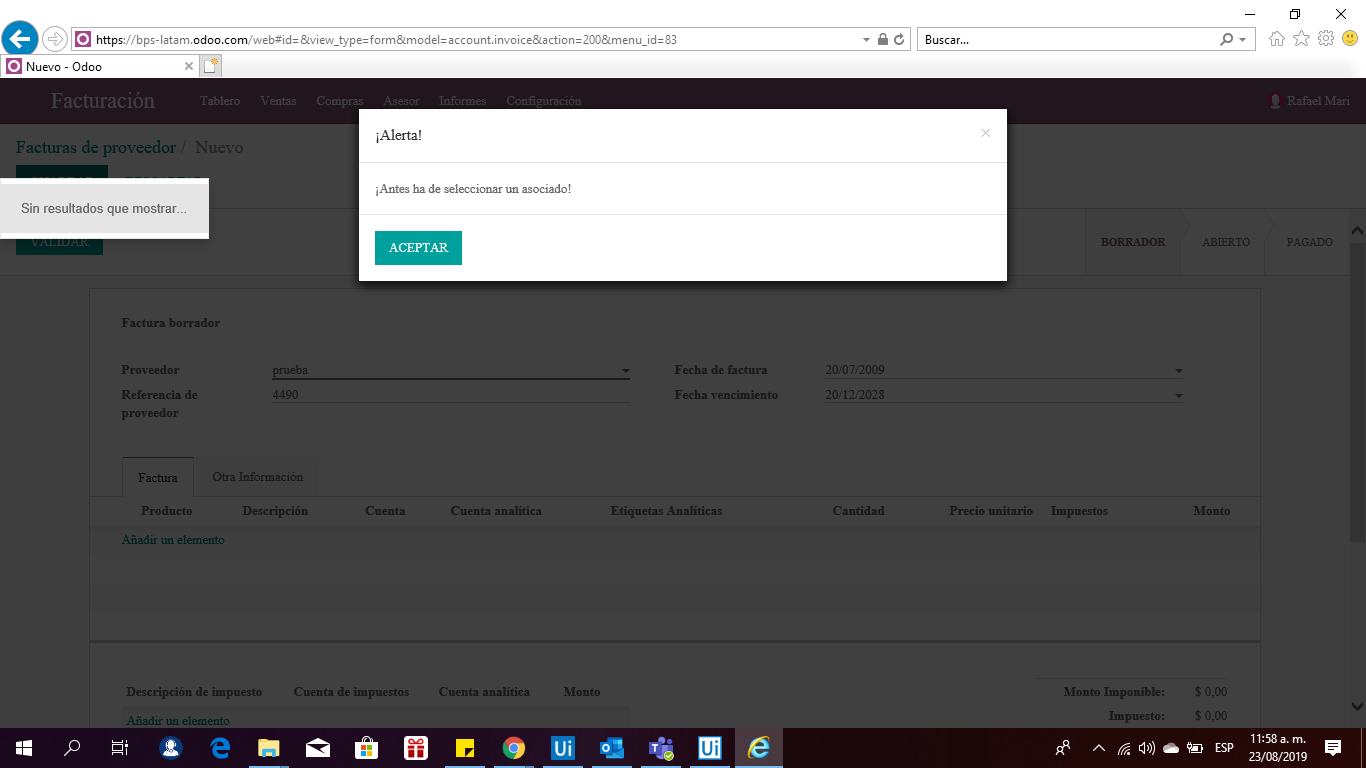 https://bps-latam.odoo.com/web#id=&view_type=form&model=account.invoice&action=200&menu_id=83
Buscar...
Nuevo - Odoo
Facturación
Tablero Ventas Compras Asesor Informes Configuración
Rafael Mari
¡Alerta!
Facturas de proveedor / Nuevo
¡Antes ha de seleccionar un asociado!
Sin resultados que mostrar...
VALIDAR
ACEPTAR
BORRADOR ABIERTO PAGADO
Factura borrador
Proveedor prueba Fecha de factura 20/07/2009
Referencia de 4490 Fecha vencimiento 20/12/2028
proveedor
Factura Otra Información
Producto Descripción Cuenta Cuenta analítica Etiquetas Analíticas Cantidad Precio unitario Impuestos Monto
Añadir un elemento
Descripción de impuesto Cuenta de impuestos Cuenta analítica Monto
Monto Imponible: $ 0,00
Añadir un elemento
Impuesto: $ 0,00
Ui
Ui
ESP
11:58 a. m.
23/08/2019